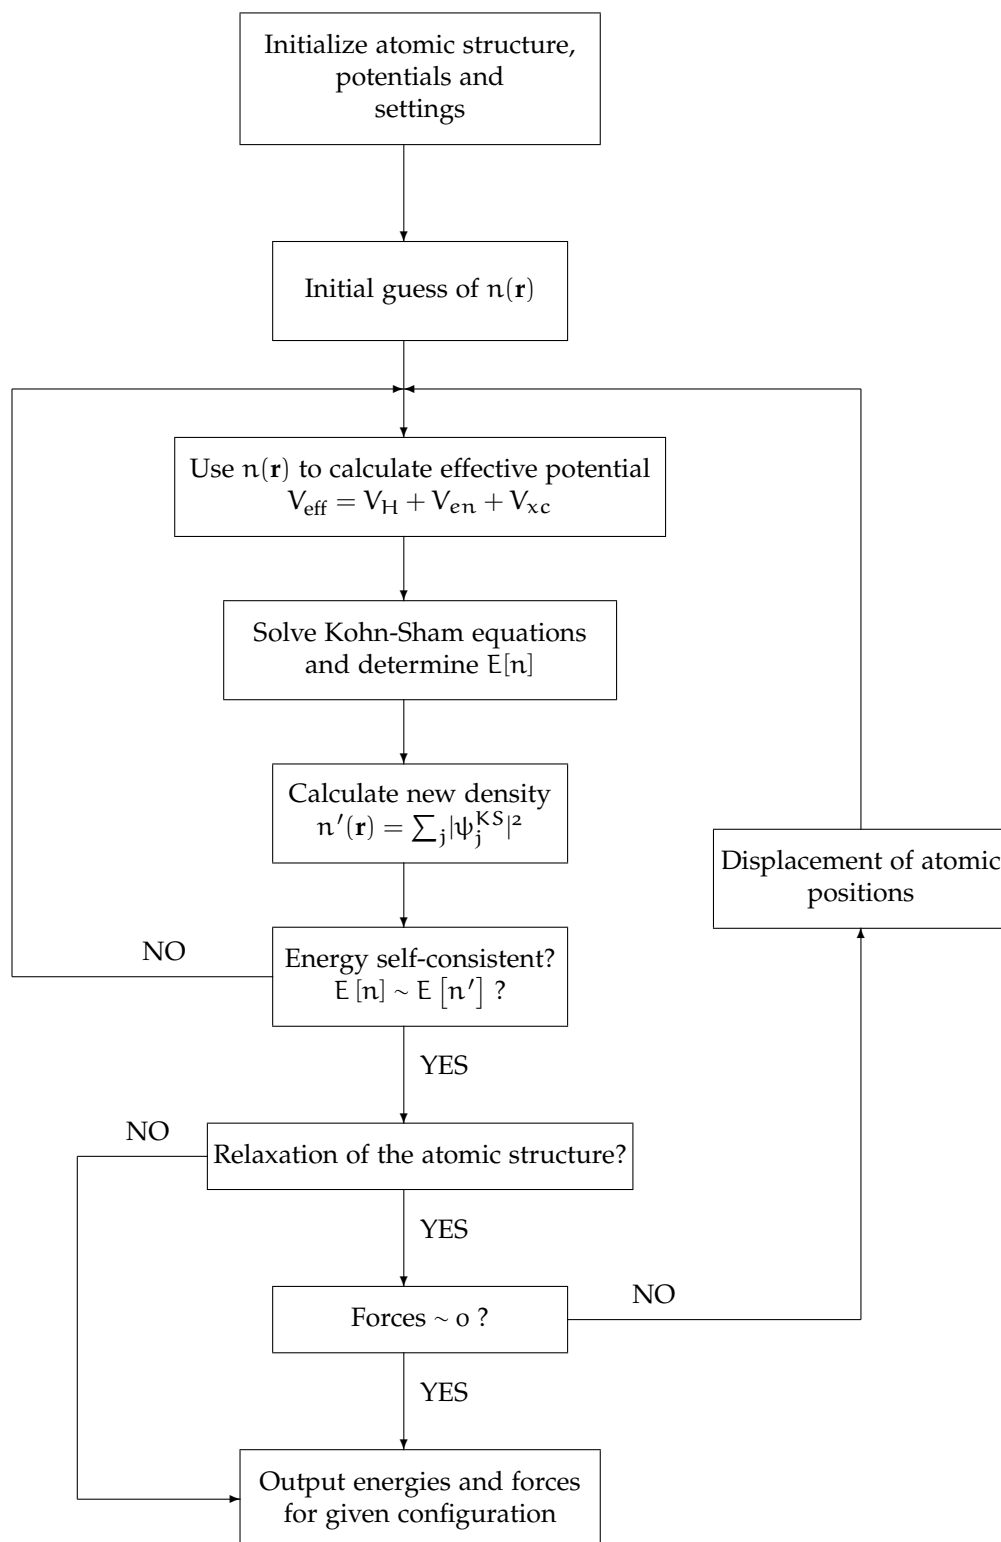 Initialize atomic structure,
potentials and
settings
Initial guess of n(r)
Use n(r) to calculate effective potential
V_eff = V_H + V_en + V_xc
Solve Kohn-Sham equations
and determine E[n]
Calculate new density
n′(r) = ∑_j |ψ_j^KS|²
Displacement of atomic
positions
NO
Energy self-consistent?
E [n] ∼ E [n′] ?
YES
NO
Relaxation of the atomic structure?
YES
Forces ∼ 0 ?
NO
YES
Output energies and forces
for given configuration